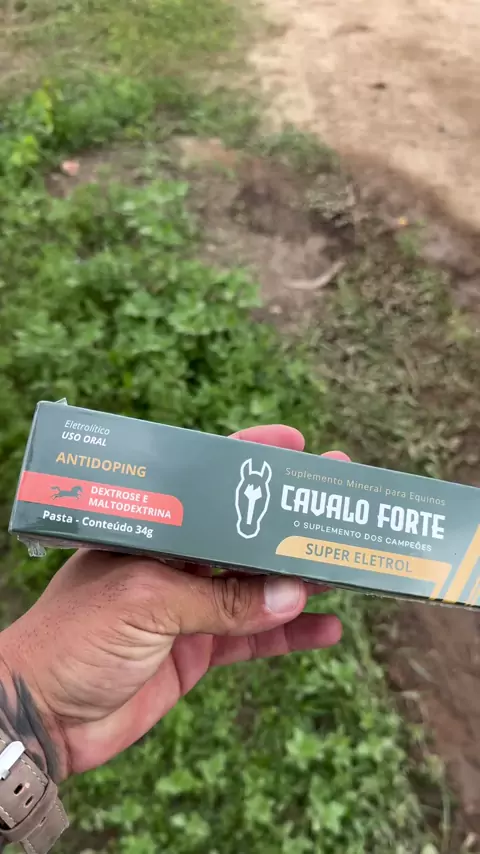 Eletrolítico
USO ORAL
ANTIDOPING
DEXTROSE E
MALTODEXTRINA
Pasta - Conteúdo 34g
Suplemento Mineral para Equinos
CAVALO FORTE
O SUPLEMENTO DOS CAMPEÕES
SUPER ELETROL